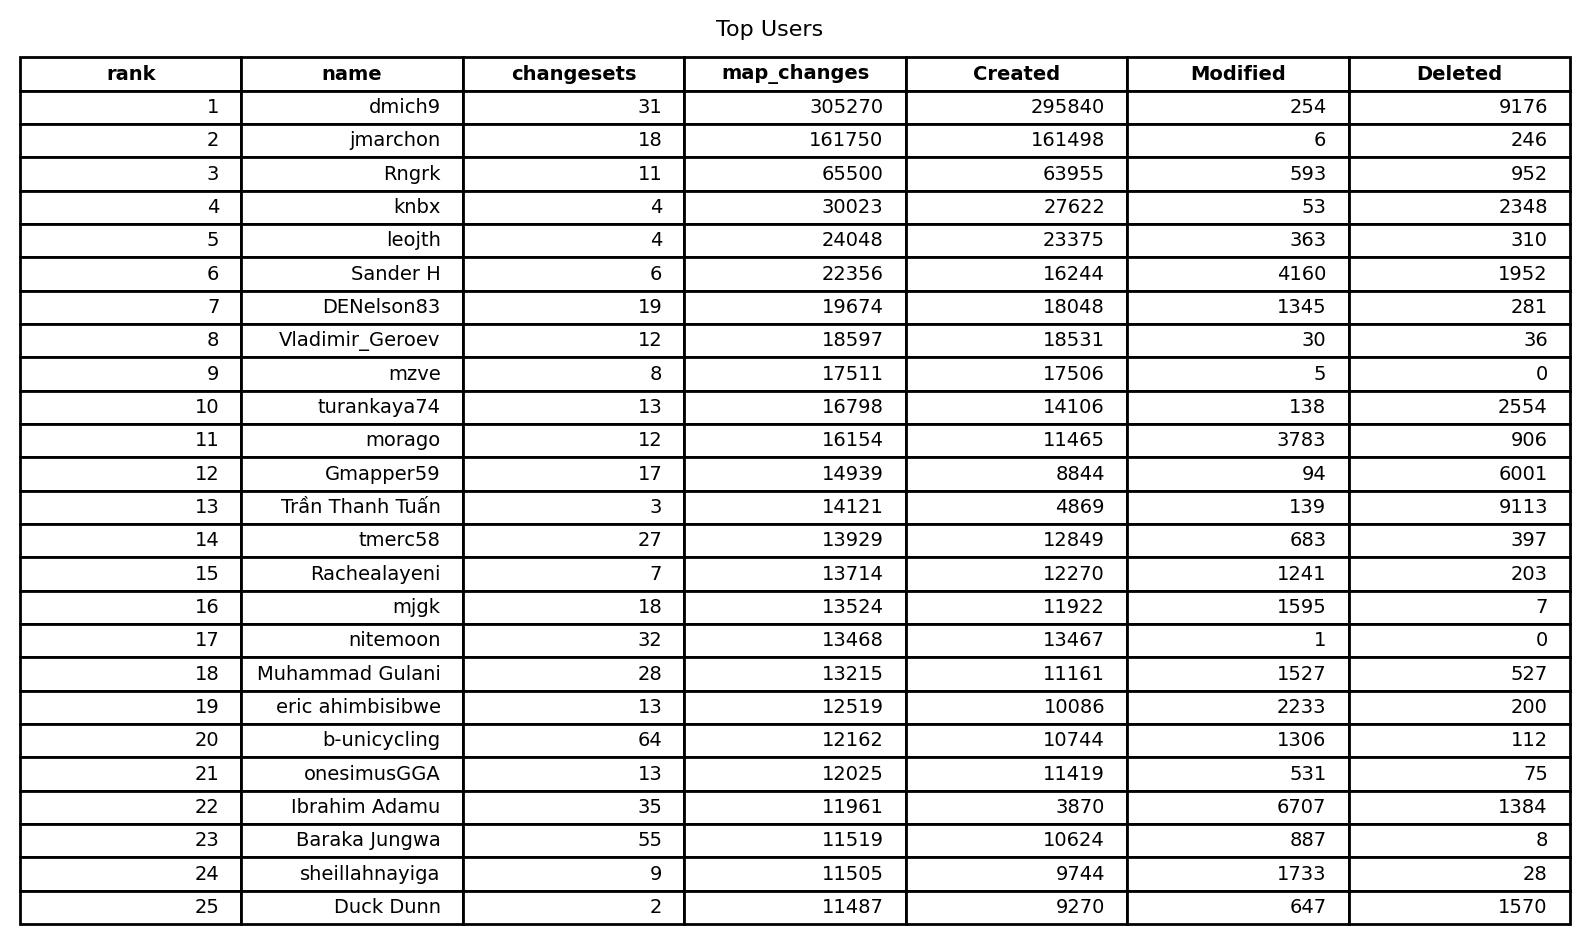 Top Users
rank name changesets map_changes Created Modified Deleted
1 dmich9 31 305270 295840 254 9176
2 jmarchon 18 161750 161498 6 246
3 Rngrk 11 65500 63955 593 952
4 knbx 4 30023 27622 53 2348
5 leojth 4 24048 23375 363 310
6 Sander H 6 22356 16244 4160 1952
7 DENelson83 19 19674 18048 1345 281
8 Vladimir_Geroev 12 18597 18531 30 36
9 mzve 8 17511 17506 5 0
10 turankaya74 13 16798 14106 138 2554
11 morago 12 16154 11465 3783 906
12 Gmapper59 17 14939 8844 94 6001
13 Trần Thanh Tuấn 3 14121 4869 139 9113
14 tmerc58 27 13929 12849 683 397
15 Rachealayeni 7 13714 12270 1241 203
16 mjgk 18 13524 11922 1595 7
17 nitemoon 32 13468 13467 1 0
18 Muhammad Gulani 28 13215 11161 1527 527
19 eric ahimbisibwe 13 12519 10086 2233 200
20 b-unicycling 64 12162 10744 1306 112
21 onesimusGGA 13 12025 11419 531 75
22 Ibrahim Adamu 35 11961 3870 6707 1384
23 Baraka Jungwa 55 11519 10624 887 8
24 sheillahnayiga 9 11505 9744 1733 28
25 Duck Dunn 2 11487 9270 647 1570